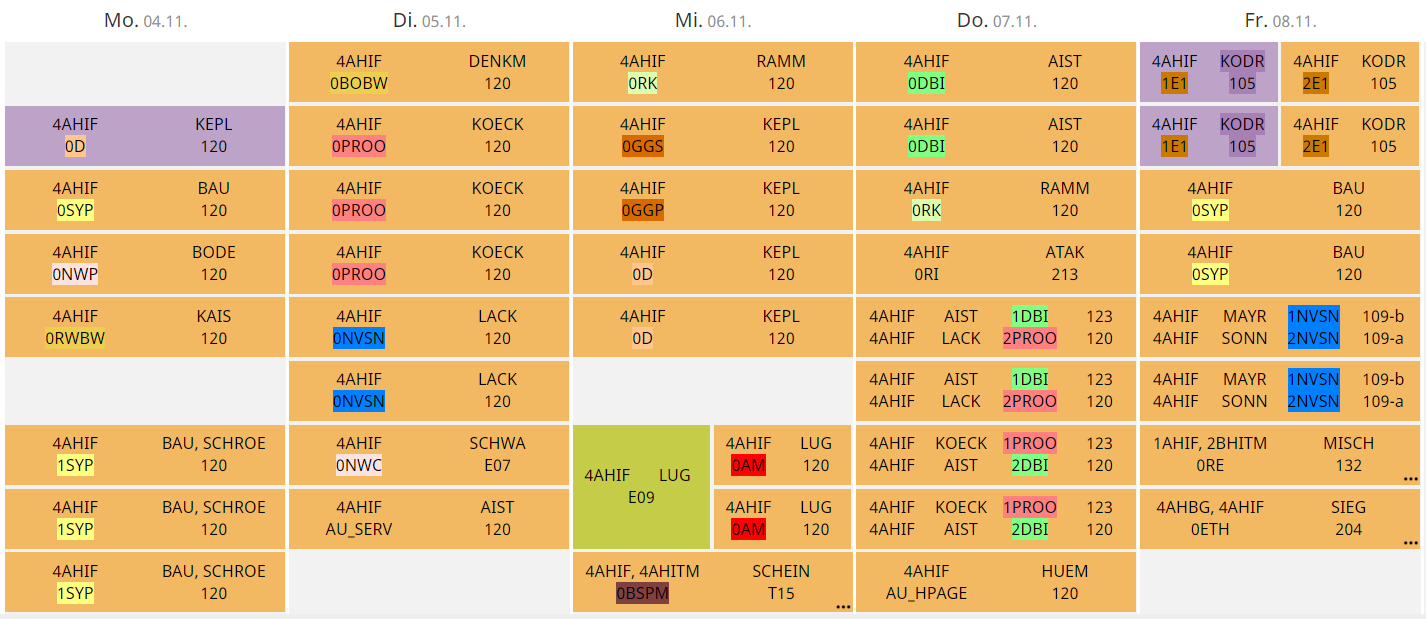 Mo. 04.11. Di. 05.11. Mi. 06.11. Do. 07.11. Fr. 08.11.
4AHIF DENKM 4AHIF RAMM 4AHIF AIST 4AHIF KODR 4AHIF KODR
0BOBW 120 0RK 120 0DBI 120 1E1 105 2E1 105
4AHIF KEPL 4AHIF KOECK 4AHIF KEPL 4AHIF AIST 4AHIF KODR 4AHIF KODR
0D 120 0PROO 120 0GGS 120 0DBI 120 1E1 105 2E1 105
4AHIF BAU 4AHIF KOECK 4AHIF KEPL 4AHIF RAMM 4AHIF BAU
0SYP 120 0PROO 120 0GGP 120 0RK 120 0SYP 120
4AHIF BODE 4AHIF KOECK 4AHIF KEPL 4AHIF ATAK 4AHIF BAU
0NWP 120 0PROO 120 0D 120 0RI 213 0SYP 120
4AHIF KAIS 4AHIF LACK 4AHIF KEPL 4AHIF AIST 1DBI 123 4AHIF MAYR 1NVSN 109-b
0RWBW 120 0NVSN 120 0D 120 4AHIF LACK 2PROO 120 4AHIF SONN 2NVSN 109-a
4AHIF LACK 4AHIF AIST 1DBI 123 4AHIF MAYR 1NVSN 109-b
0NVSN 120 4AHIF LACK 2PROO 120 4AHIF SONN 2NVSN 109-a
4AHIF BAU, SCHROE 4AHIF SCHWA 4AHIF LUG 4AHIF KOECK 1PROO 123 1AHIF, 2BHITM MISCH
1SYP 120 0NWC E07 0AM 120 4AHIF AIST 2DBI 120 0RE 132 ...
4AHIF LUG
E09
4AHIF BAU, SCHROE 4AHIF AIST 4AHIF LUG 4AHIF KOECK 1PROO 123 4AHBG, 4AHIF SIEG
1SYP 120 AU_SERV 120 0AM 120 4AHIF AIST 2DBI 120 0ETH 204 ...
4AHIF BAU, SCHROE 4AHIF, 4AHITM SCHEIN 4AHIF HUEM
1SYP 120 0BSPM T15 ... AU_HPAGE 120